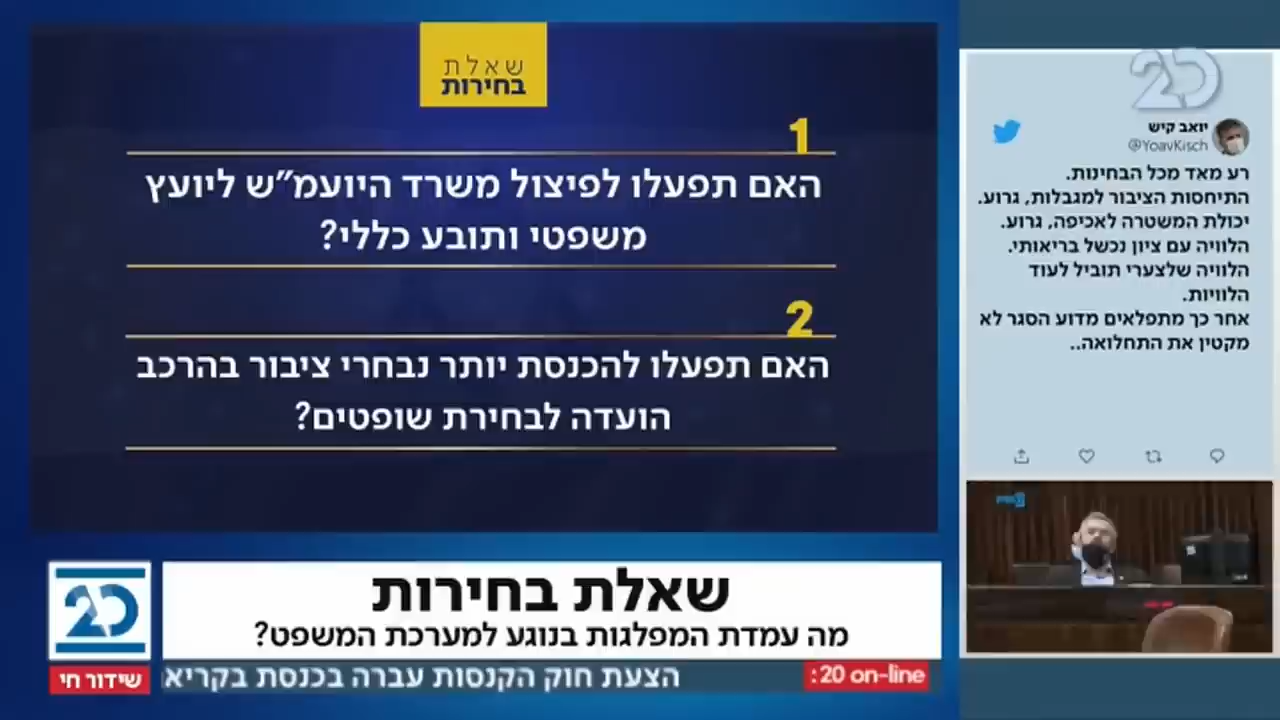 שאלת
בחירות
1
האם תפעלו לפיצול משרד היועמ"ש ליועץ
משפטי ותובע כללי?
2
האם תפעלו להכנסת יותר נבחרי ציבור בהרכב
הועדה לבחירת שופטים?
20
יואב קיש
@YoavKisch
רע מאד מכל הבחינות.
התיחסות הציבור למגבלות, גרוע.
יכולת המשטרה לאכיפה, גרוע.
הלוויה עם ציון נכשל בריאותי.
הלוויה שלצערי תוביל לעוד
הלוויות.
אחר כך מתפלאים מדוע הסגר לא
מקטין את התחלואה..
20
שאלת בחירות
מה עמדת המפלגות בנוגע למערכת המשפט?
שידור חי
20 on-line:
הצעת חוק הקנסות עברה בכנסת בקריא